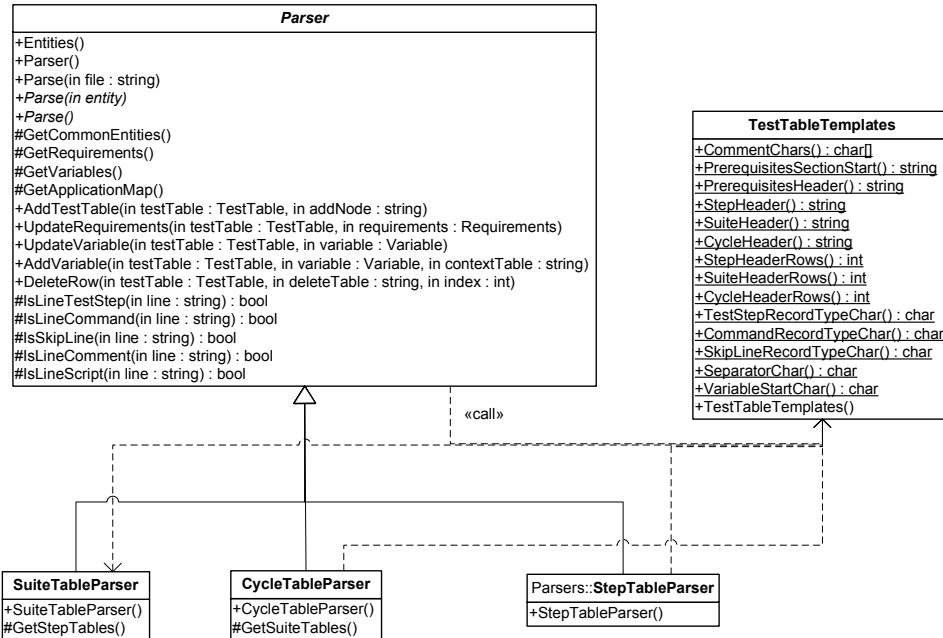 Parser
+Entities()
+Parser()
+Parse(in file : string)
+Parse(in entity)
+Parse()
#GetCommonEntities()
#GetRequirements()
#GetVariables()
#GetApplicationMap()
+AddTestTable(in testTable : TestTable, in addNode : string)
+UpdateRequirements(in testTable : TestTable, in requirements : Requirements)
+UpdateVariable(in testTable : TestTable, in variable : Variable)
+AddVariable(in testTable : TestTable, in variable : Variable, in contextTable : string)
+DeleteRow(in testTable : TestTable, in deleteTable : string, in index : int)
#IsLineTestStep(in line : string) : bool
#IsLineCommand(in line : string) : bool
#IsSkipLine(in line : string) : bool
#IsLineComment(in line : string) : bool
#IsLineScript(in line : string) : bool
TestTableTemplates
+CommentChars() : char[]
+PrerequisitesSectionStart() : string
+PrerequisitesHeader() : string
+StepHeader() : string
+SuiteHeader() : string
+CycleHeader() : string
+StepHeaderRows() : int
+SuiteHeaderRows() : int
+CycleHeaderRows() : int
+TestStepRecordTypeChar() : char
+CommandRecordTypeChar() : char
+SkipLineRecordTypeChar() : char
+SeparatorChar() : char
+VariableStartChar() : char
+TestTableTemplates()
«call»
SuiteTableParser
+SuiteTableParser()
#GetStepTables()
CycleTableParser
+CycleTableParser()
#GetSuiteTables()
Parsers::StepTableParser
+StepTableParser()